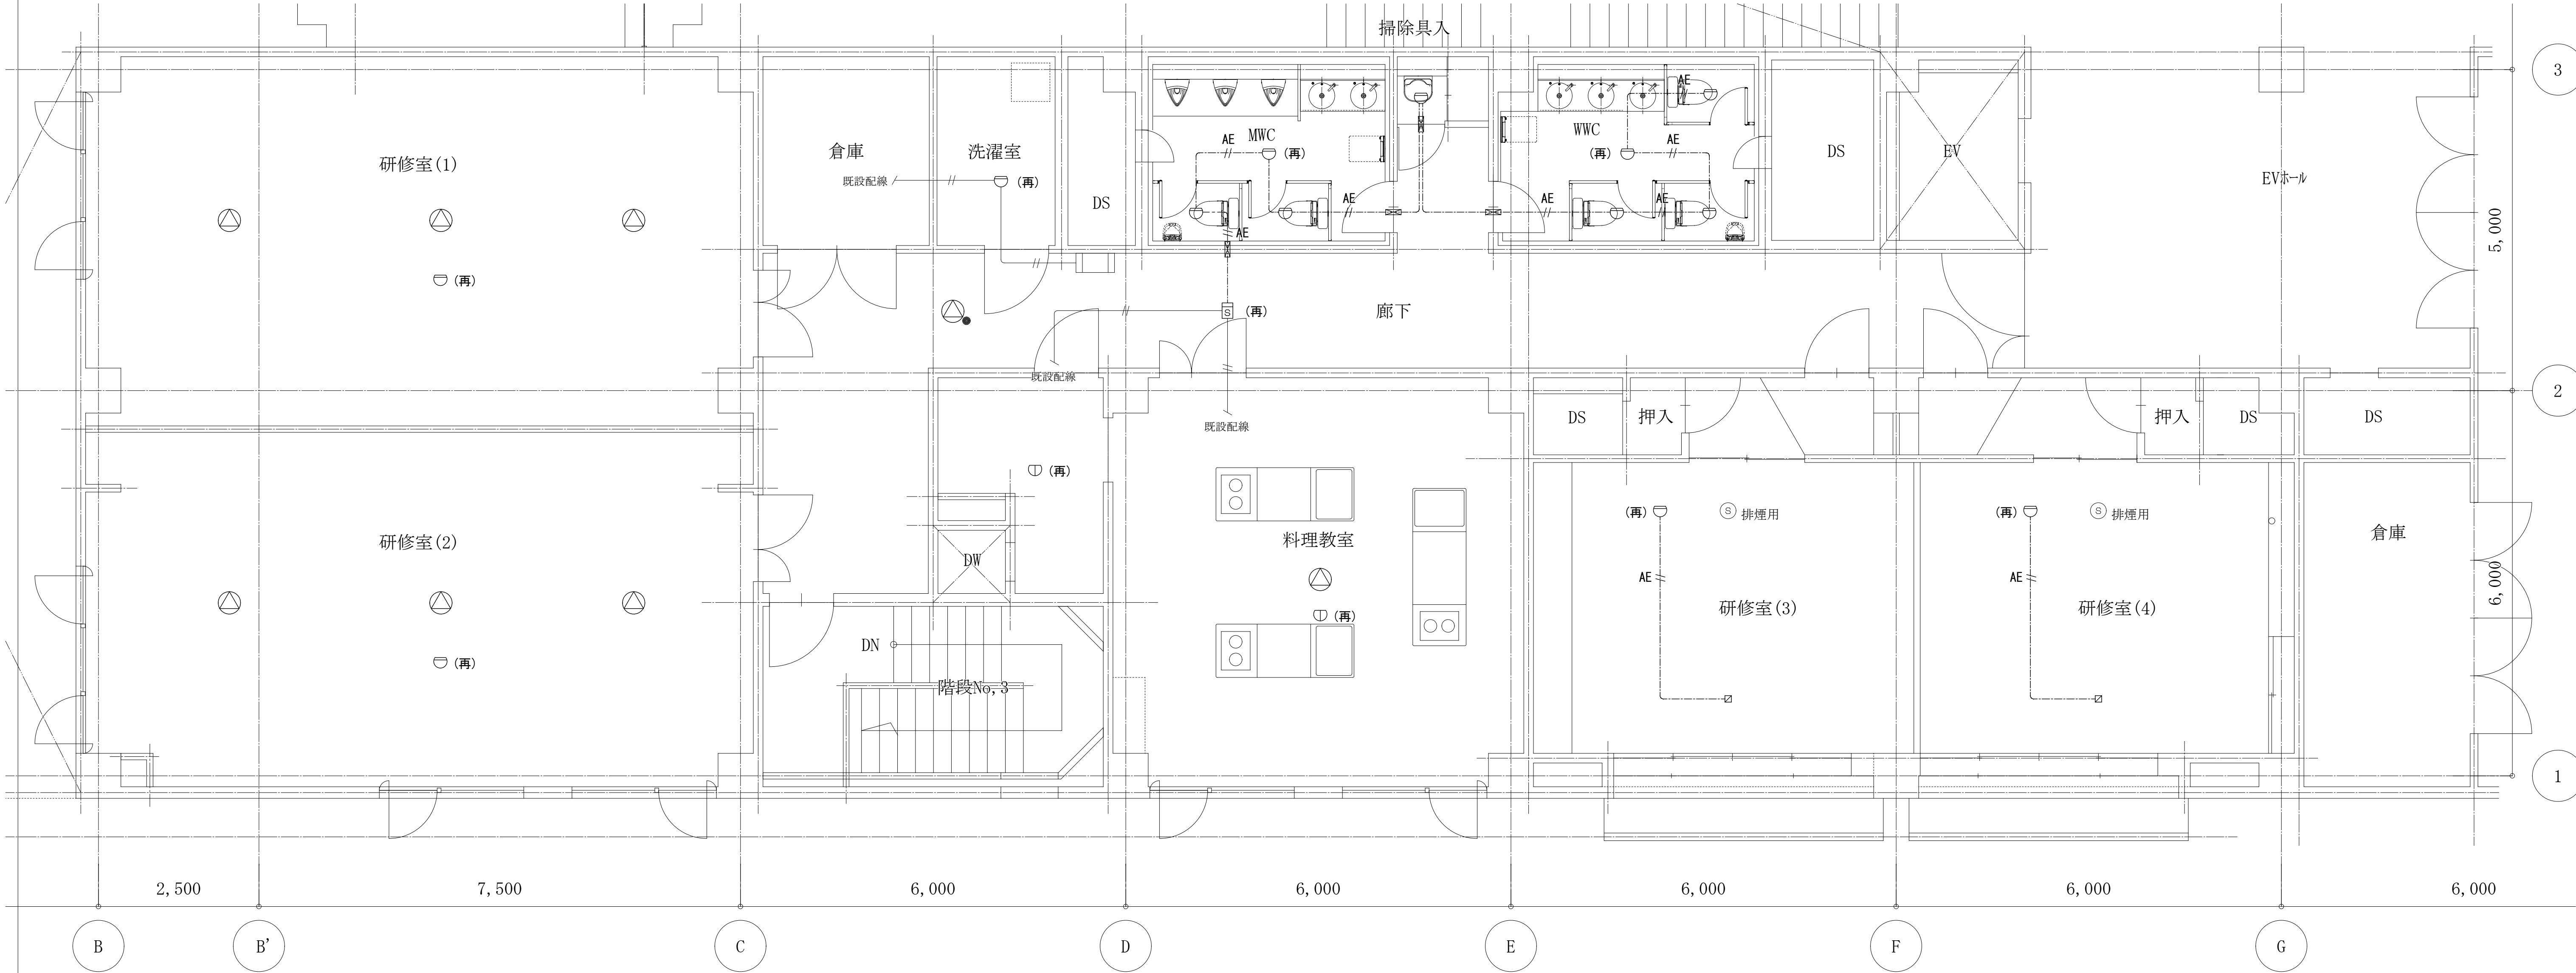 掃除具入
3
AE
MWC
WWC
AE
AE
研修室(1)
倉庫
洗濯室
(再)
(再)
DS
EV
EVホール
既設配線
(再)
DS
AE
AE
AE
5,000
AE
(再)
S
(再)
廊下
既設配線
2
既設配線
DS
押入
押入
DS
DS
(再)
(再)
S
排煙用
(再)
S
排煙用
研修室(2)
料理教室
倉庫
DW
AE
AE
6,000
研修室(3)
研修室(4)
(再)
DN
(再)
階段No,3
1
2,500
7,500
6,000
6,000
6,000
6,000
6,000
B
B'
C
D
E
F
G